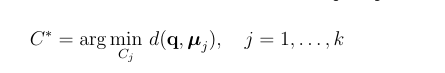 C* = arg min_{C_j} d(𝐪, 𝝁_j),    j = 1, . . . , k